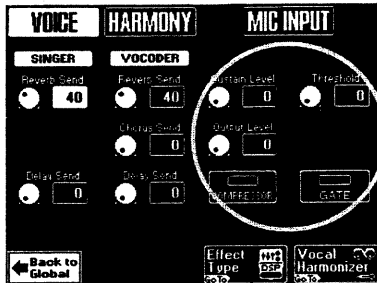 VOICE HARMONY MIC INPUT
SINGER VOCODER
Reverb Send Reverb Send Sustain Level Threshold
40 40 0 0
Chorus Send Output Level
0 0
Delay Send Delay Send
0 0 COMPRESSOR GATE
Back to Global
Effect Type DSP GoTo
Vocal Harmonizer GoTo